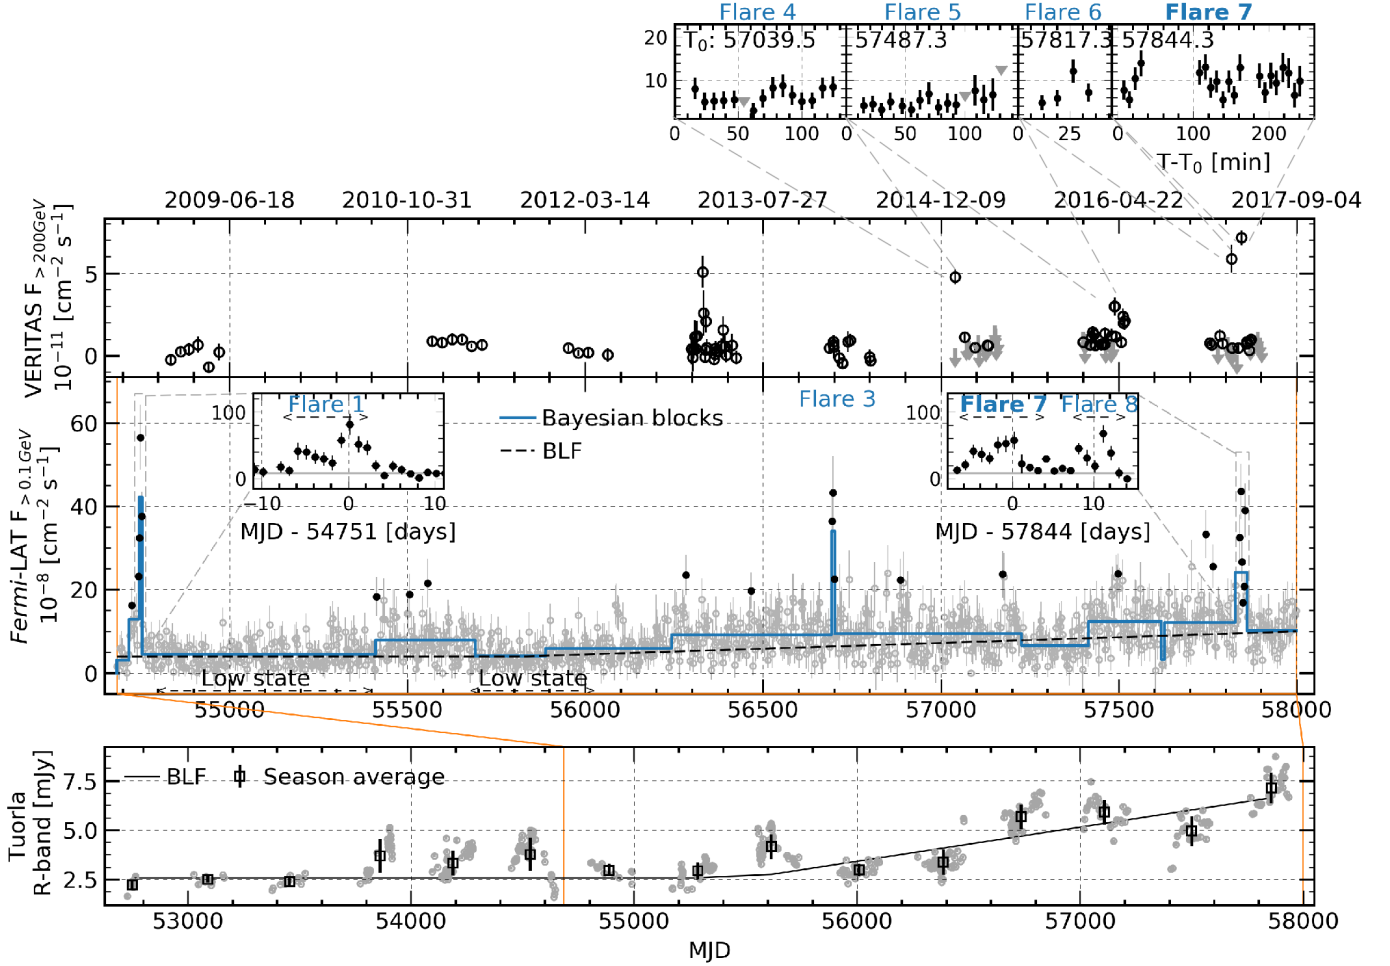 Flare 4 Flare 5 Flare 6 Flare 7
T0: 57039.5 57487.3 57817.3 57844.3
20
10
0 50 100 0 50 100 0 25 0 100 200
T-T0 [min]
2009-06-18 2010-10-31 2012-03-14 2013-07-27 2014-12-09 2016-04-22 2017-09-04
VERITAS F>200GeV
10−11 [cm−2 s−1]
5
0
Fermi-LAT F>0.1GeV
10−8 [cm−2 s−1]
60
40
20
0
Flare 1
100
0
−10 0 10
MJD - 54751 [days]
Bayesian blocks
BLF
Flare 3
Flare 7 Flare 8
100
0
0 10
MJD - 57844 [days]
Low state Low state
55000 55500 56000 56500 57000 57500 58000
Tuorla
R-band [mJy]
7.5
5.0
2.5
BLF Season average
53000 54000 55000 56000 57000 58000
MJD